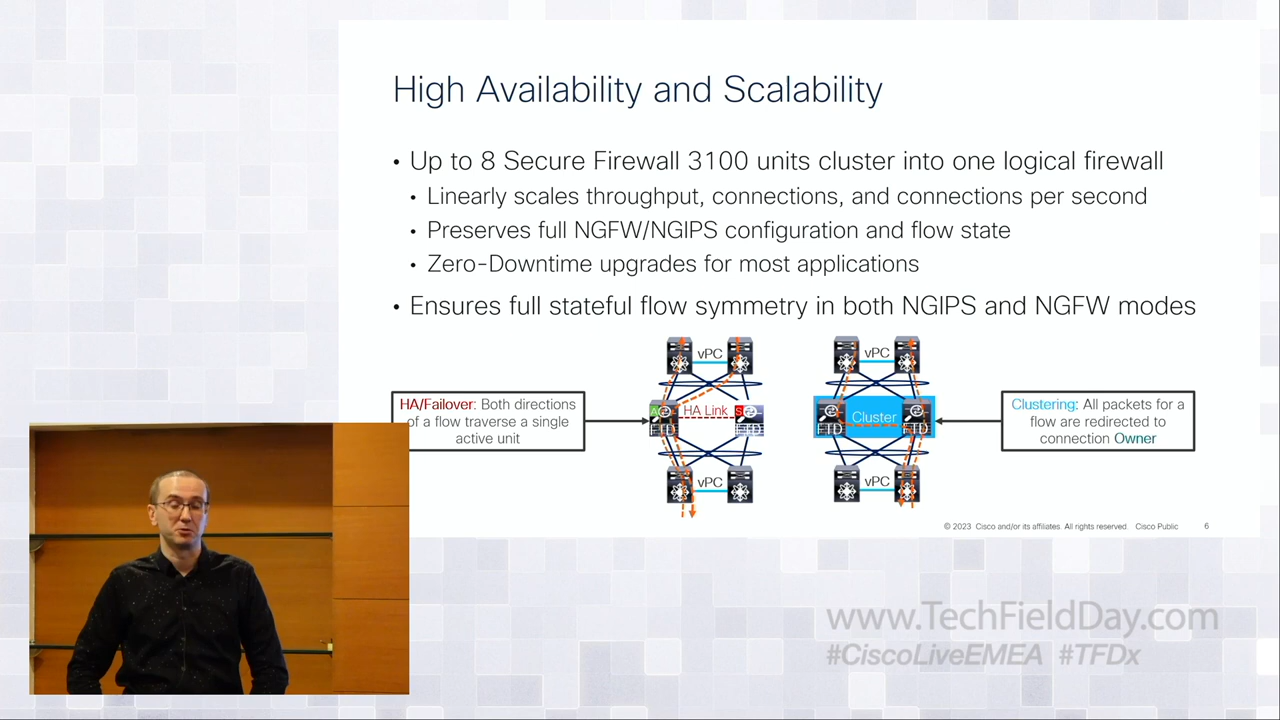 High Availability and Scalability
• Up to 8 Secure Firewall 3100 units cluster into one logical firewall
• Linearly scales throughput, connections, and connections per second
• Preserves full NGFW/NGIPS configuration and flow state
• Zero-Downtime upgrades for most applications
• Ensures full stateful flow symmetry in both NGIPS and NGFW modes
vPC
vPC
HA/Failover: Both directions
of a flow traverse a single
active unit
A
HA Link
S
FTD
FTD
FTD
Cluster
FTD
Clustering: All packets for a
flow are redirected to
connection Owner
vPC
vPC
© 2023 Cisco and/or its affiliates. All rights reserved. Cisco Public
6
www.TechFieldDay.com
#CiscoLiveEMEA #TFDx